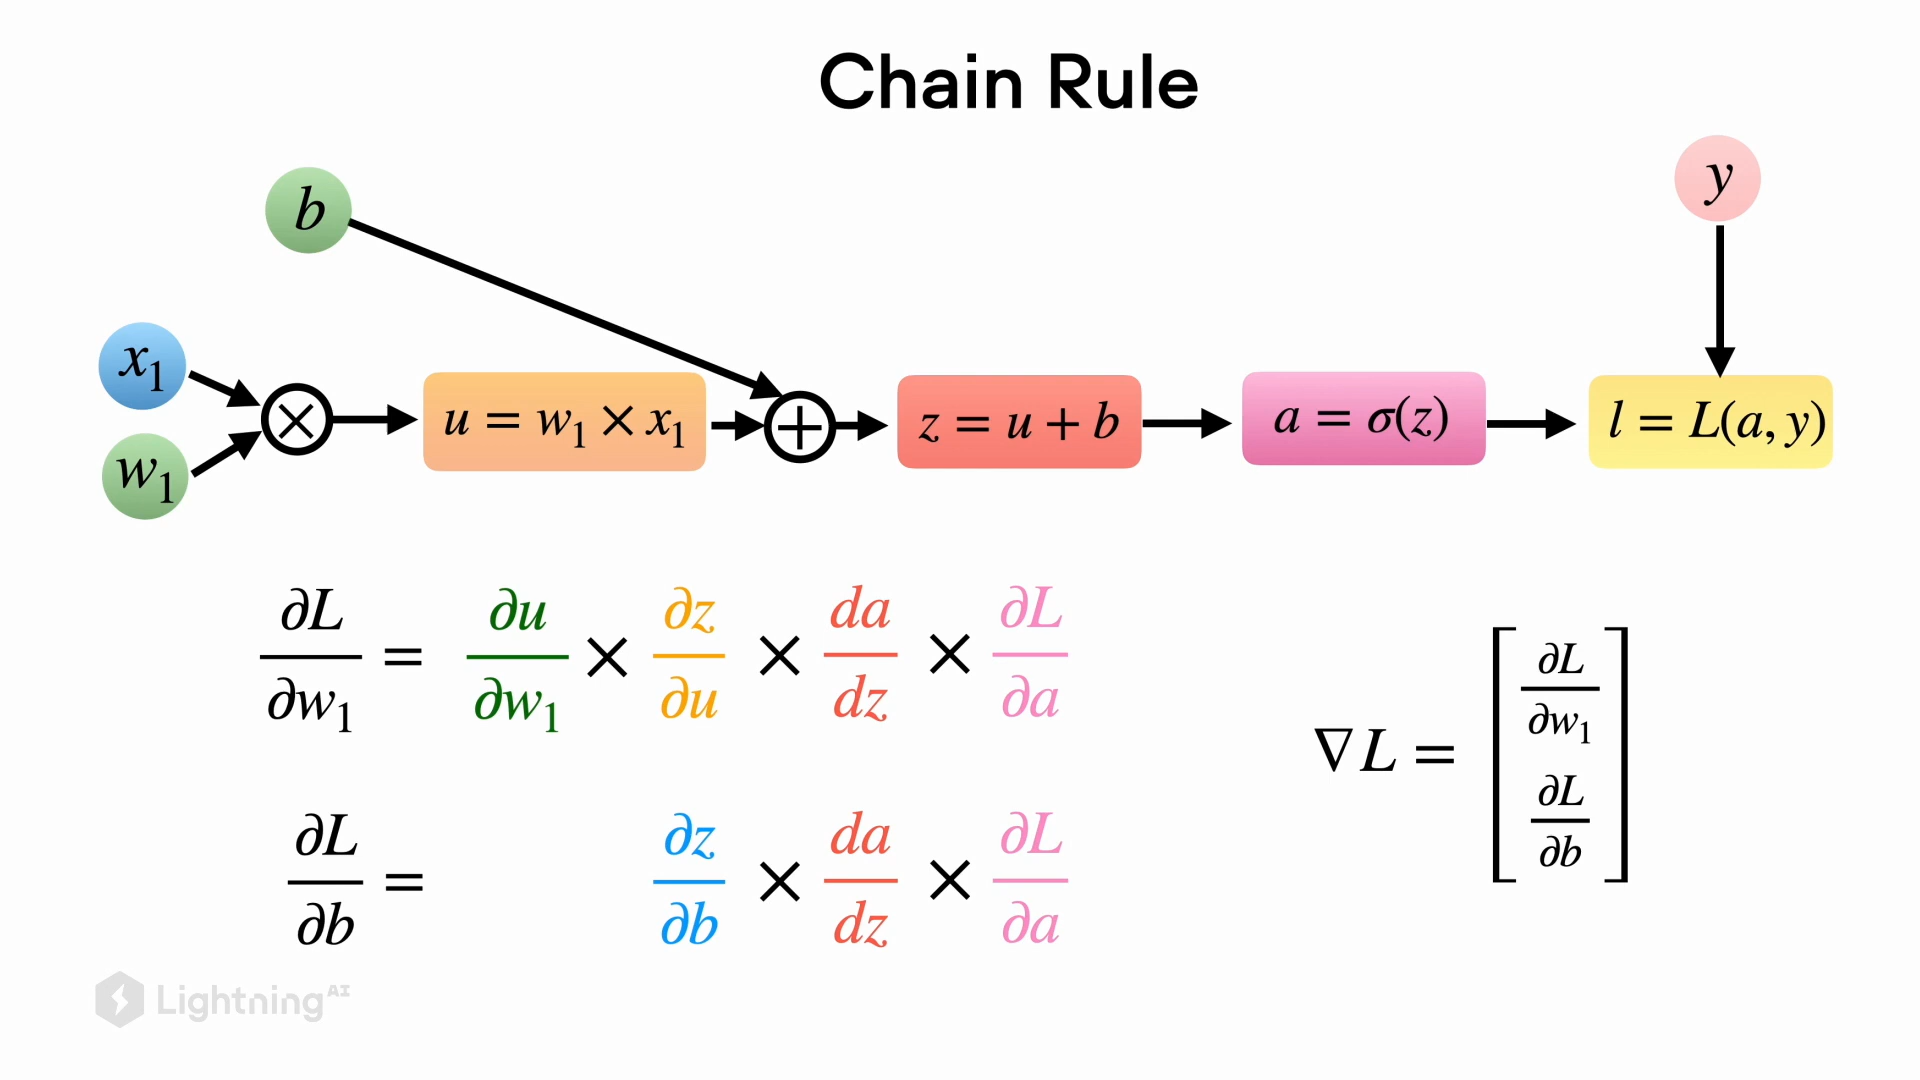 Chain Rule
b
y
x₁
w₁
⊗
u = w₁ × x₁
⊕
z = u + b
a = σ(z)
l = L(a, y)
∂L/∂w₁ = ∂u/∂w₁ × ∂z/∂u × da/dz × ∂L/∂a
∂L/∂b = ∂z/∂b × da/dz × ∂L/∂a
∇L = [∂L/∂w₁ ∂L/∂b]
Lightning AI